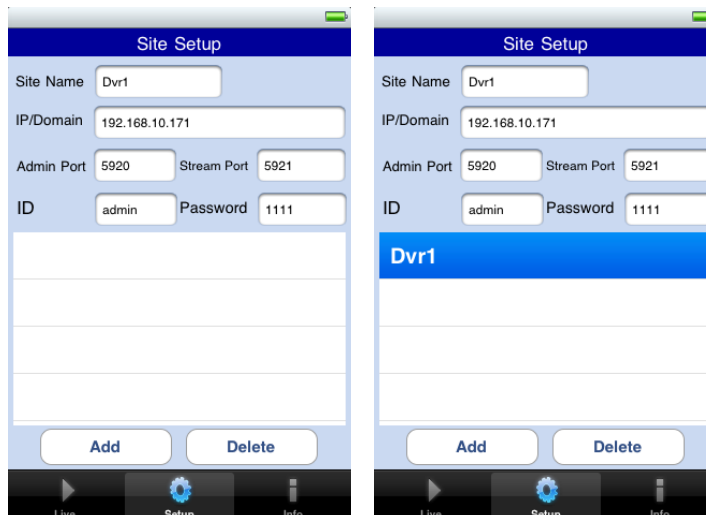 Site Setup
Site Name Dvr1
IP/Domain 192.168.10.171
Admin Port 5920 Stream Port 5921
ID admin Password 1111
Add Delete
Live Setup Info
Site Setup
Site Name Dvr1
IP/Domain 192.168.10.171
Admin Port 5920 Stream Port 5921
ID admin Password 1111
Dvr1
Add Delete
Live Setup Info